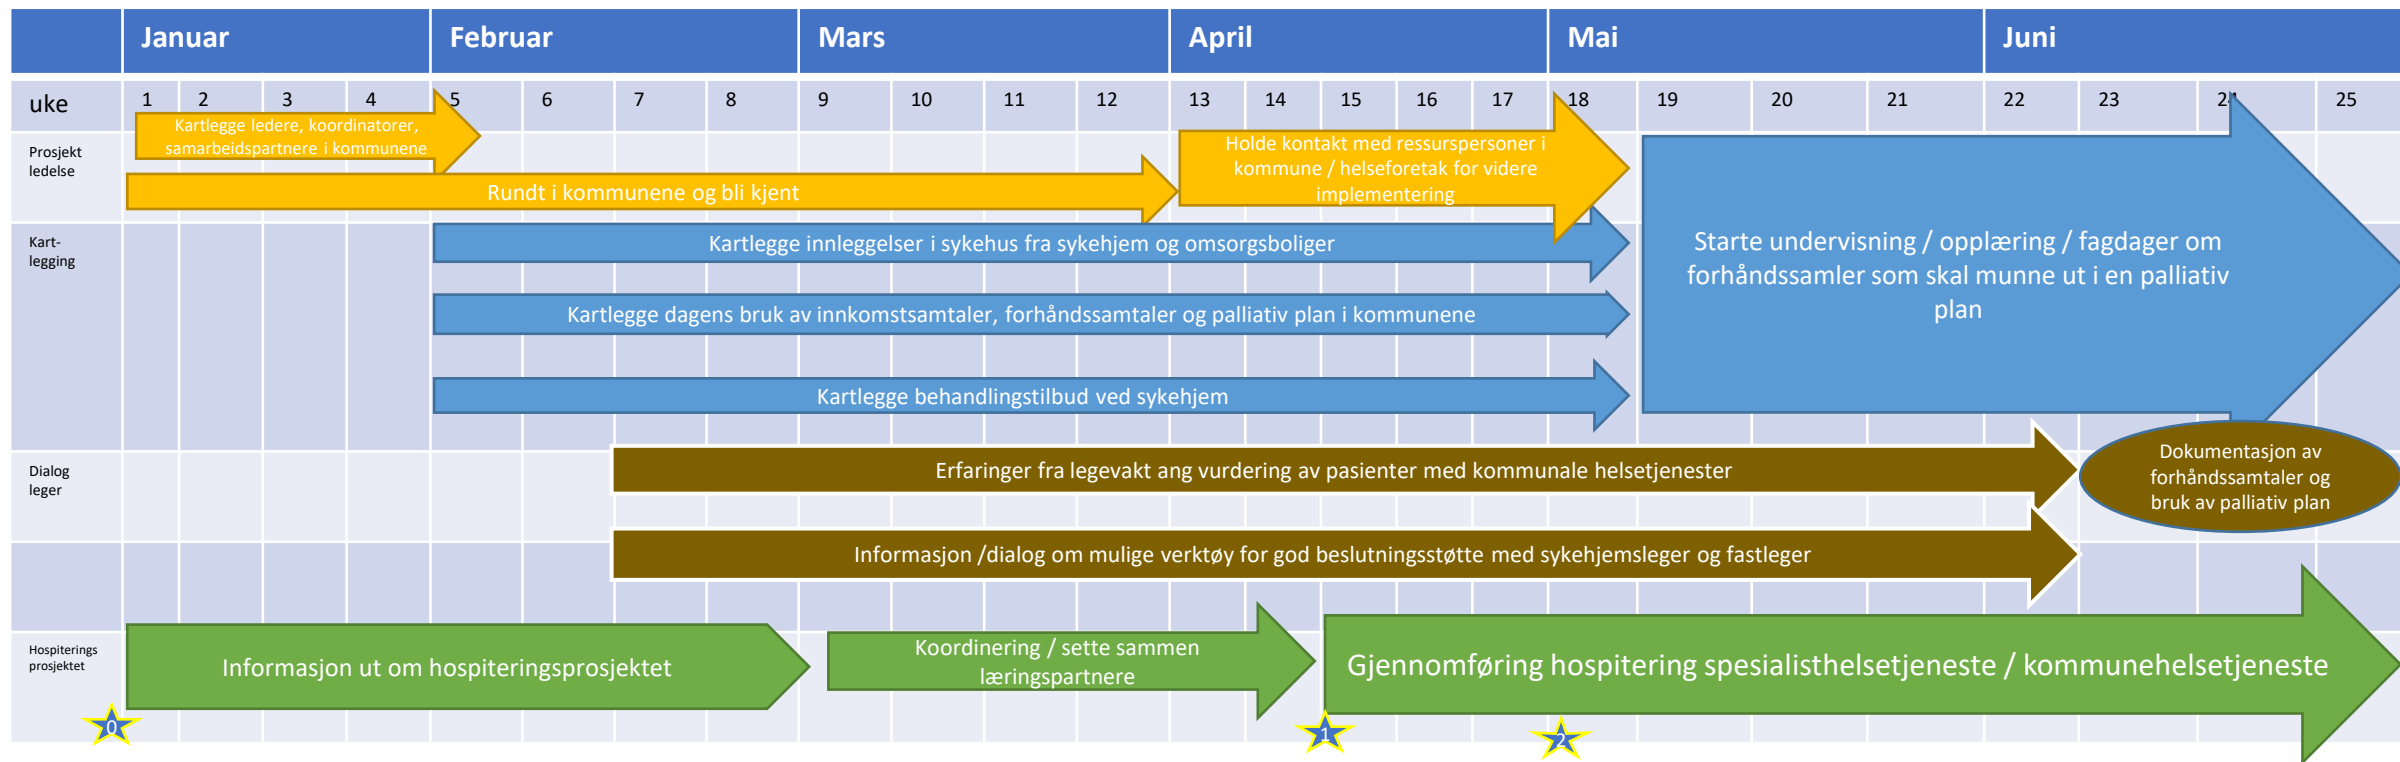 Januar Februar Mars April Mai Juni
uke 1 2 3 4 5 6 7 8 9 10 11 12 13 14 15 16 17 18 19 20 21 22 23 24 25
Prosjekt
ledelse
Kartlegge ledere, koordinatorer,
samarbeidspartnere i kommunene
Rundt i kommunene og bli kjent
Holde kontakt med ressurspersoner i
kommune / helseforetak for videre
implementering
Kart-
legging
Kartlegge innleggelser i sykehus fra sykehjem og omsorgsboliger
Kartlegge dagens bruk av innkomstsamtaler, forhåndssamtaler og palliativ plan i kommunene
Kartlegge behandlingstilbud ved sykehjem
Starte undervisning / opplæring / fagdager om
forhåndssamler som skal munne ut i en palliativ
plan
Dialog
leger
Erfaringer fra legevakt ang vurdering av pasienter med kommunale helsetjenester
Dokumentasjon av
forhåndssamtaler og
bruk av palliativ plan
Informasjon /dialog om mulige verktøy for god beslutningsstøtte med sykehjemsleger og fastleger
Hospiterings
prosjektet
Informasjon ut om hospiteringsprosjektet
Koordinering / sette sammen
læringspartnere
Gjennomføring hospitering spesialisthelsetjeneste / kommunehelsetjeneste
0 1 2